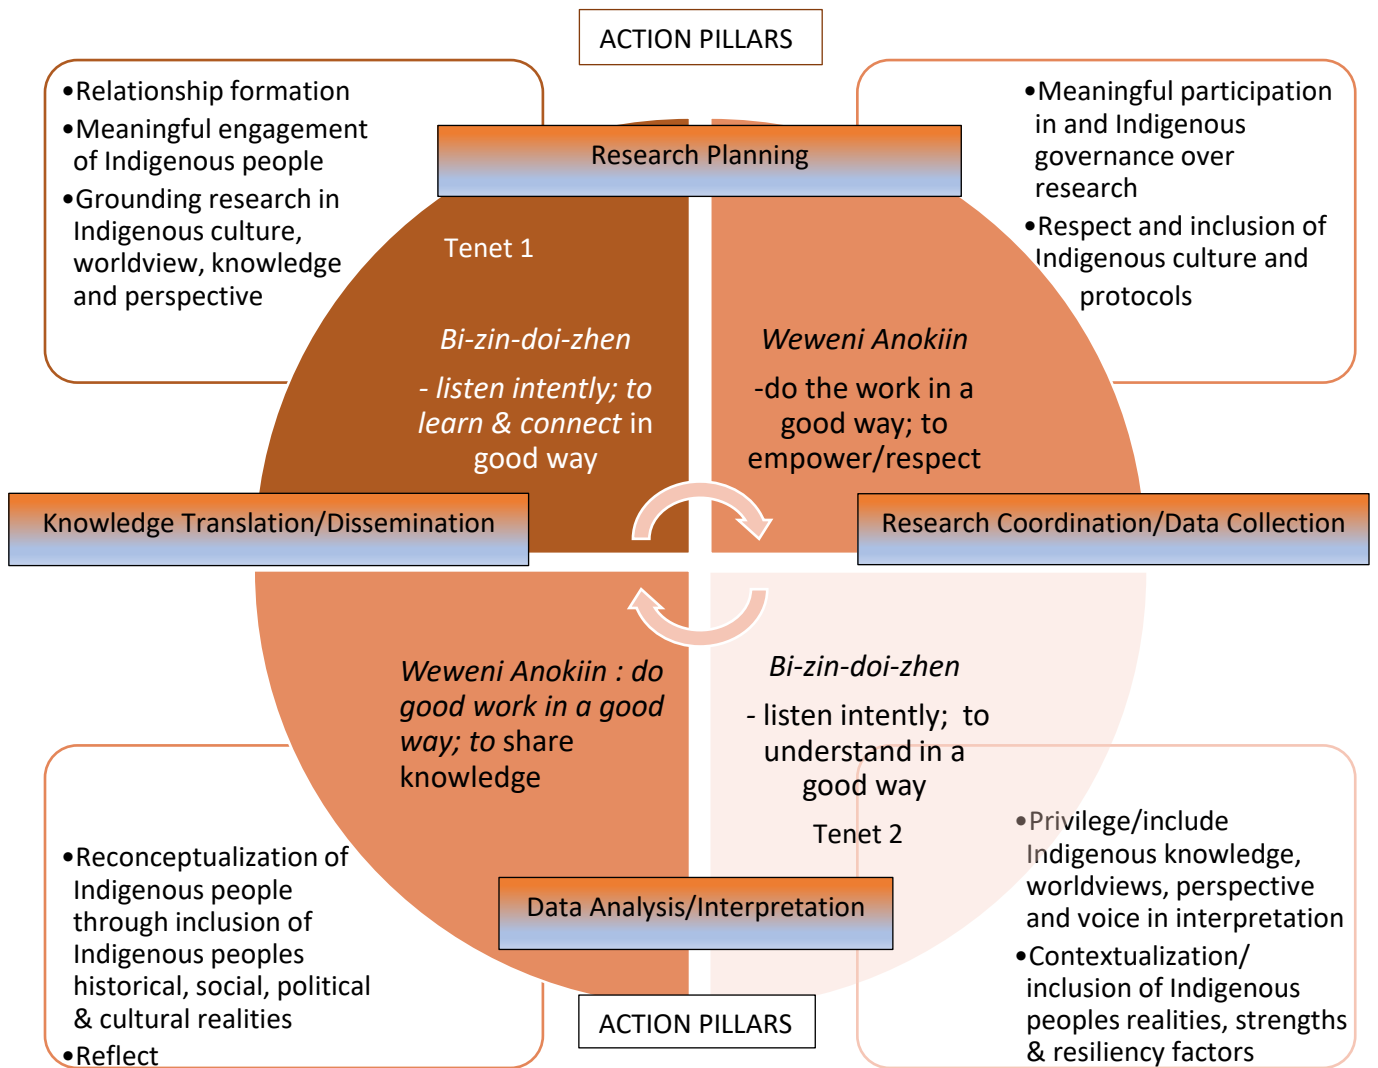 ACTION PILLARS
•Relationship formation
•Meaningful engagement
of Indigenous people
•Grounding research in
Indigenous culture,
worldview, knowledge
and perspective
•Meaningful participation
in and Indigenous
governance over
research
•Respect and inclusion of
Indigenous culture and
protocols
Research Planning
Tenet 1
Bi-zin-doi-zhen
- listen intently; to
learn & connect in
good way
Weweni Anokiin
-do the work in a
good way; to
empower/respect
Knowledge Translation/Dissemination
Research Coordination/Data Collection
Weweni Anokiin : do
good work in a good
way; to share
knowledge
Bi-zin-doi-zhen
- listen intently;  to
understand in a
good way
Tenet 2
Data Analysis/Interpretation
•Reconceptualization of
Indigenous people
through inclusion of
Indigenous peoples
historical, social, political
& cultural realities
•Reflect
•Privilege/include
Indigenous knowledge,
worldviews, perspective
and voice in interpretation
•Contextualization/
inclusion of Indigenous
peoples realities, strengths
& resiliency factors
ACTION PILLARS